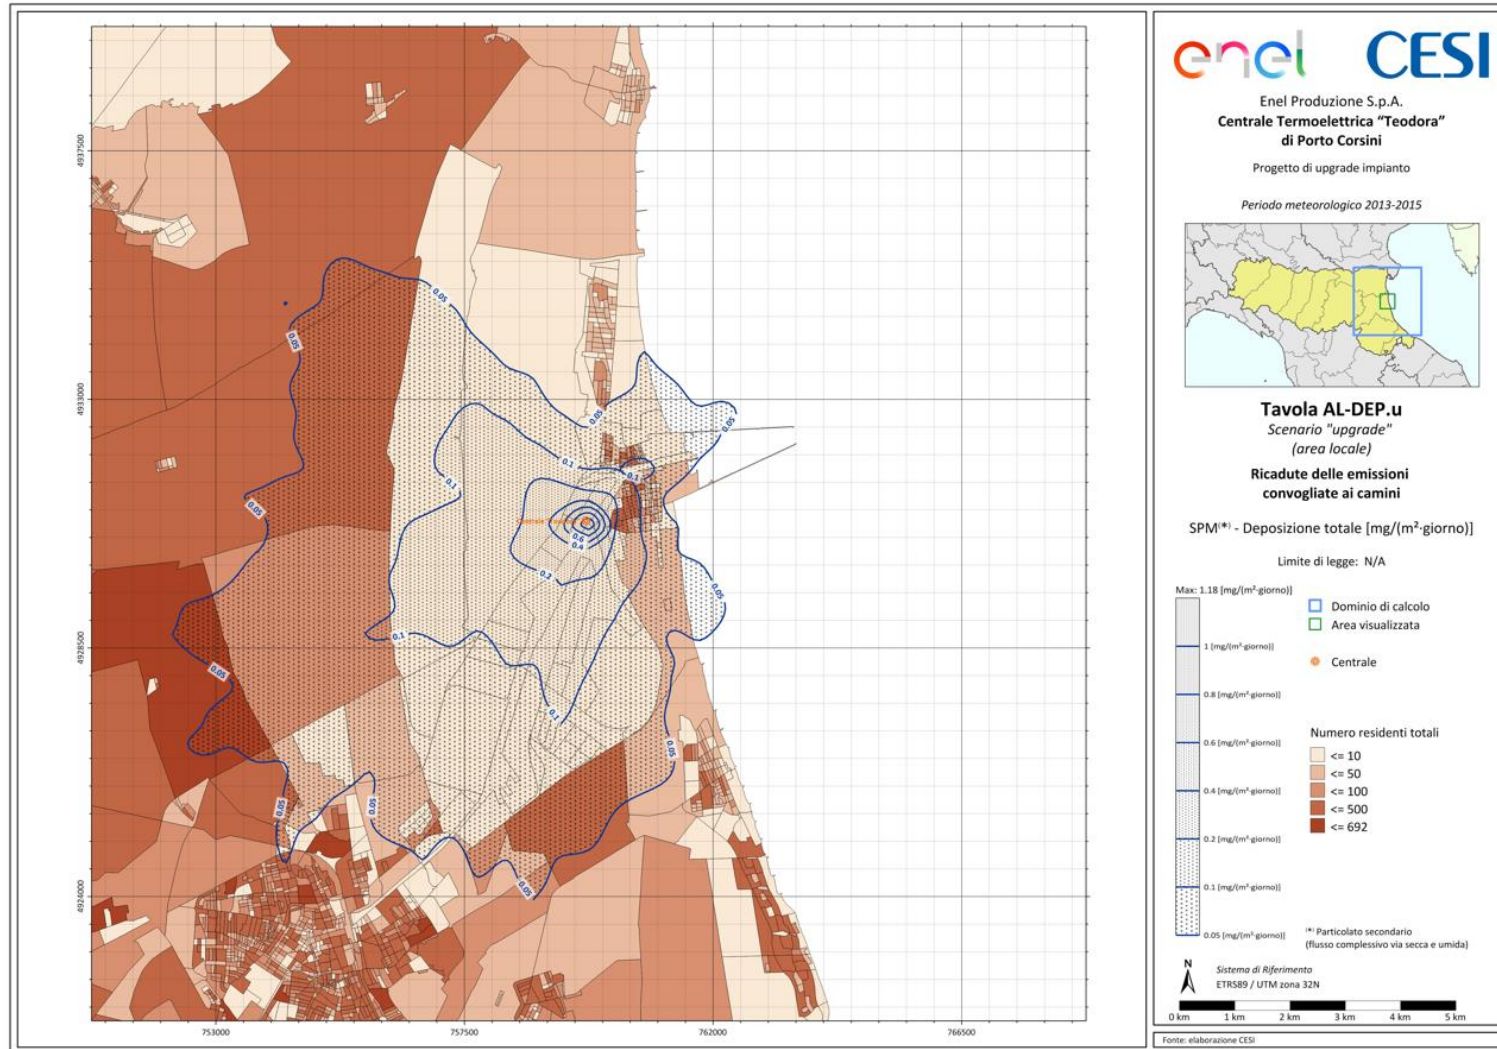 4937500
4933000
4928500
4924000
753000
757500
762000
766500
0.05
0.05
0.05
0.05
0.05
0.05
0.05
0.05
0.05
0.05
0.05
0.1
0.1
0.1
0.1
0.1
0.2
0.4
0.6
enel
CESI
Enel Produzione S.p.A.
Centrale Termoelettrica “Teodora”
di Porto Corsini
Progetto di upgrade impianto
Periodo meteorologico 2013-2015
Tavola AL-DEP.u
Scenario "upgrade"
(area locale)
Ricadute delle emissioni
convogliate ai camini
SPM(*) - Deposizione totale [mg/(m²·giorno)]
Limite di legge: N/A
Max: 1.18 [mg/(m²·giorno)]
1 [mg/(m²·giorno)]
0.8 [mg/(m²·giorno)]
0.6 [mg/(m²·giorno)]
0.4 [mg/(m²·giorno)]
0.2 [mg/(m²·giorno)]
0.1 [mg/(m²·giorno)]
0.05 [mg/(m²·giorno)]
Dominio di calcolo
Area visualizzata
Centrale
Numero residenti totali
<= 10
<= 50
<= 100
<= 500
<= 692
(*) Particolato secondario
(flusso complessivo via secca e umida)
N
Sistema di Riferimento
ETRS89 / UTM zona 32N
0 km 1 km 2 km 3 km 4 km 5 km
Fonte: elaborazione CESI